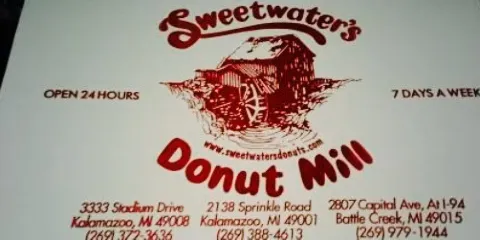 Sweetwater's
OPEN 24 HOURS 7 DAYS A WEEK
www.sweetwatersdonuts.com
Donut Mill
3333 Stadium Drive 2138 Sprinkle Road 2807 Capital Ave, At I-94
Kalamazoo, MI 49008 Kalamazoo, MI 49001 Battle Creek, MI 49015
(269) 372-3636 (269) 388-4613 (269) 979-1944